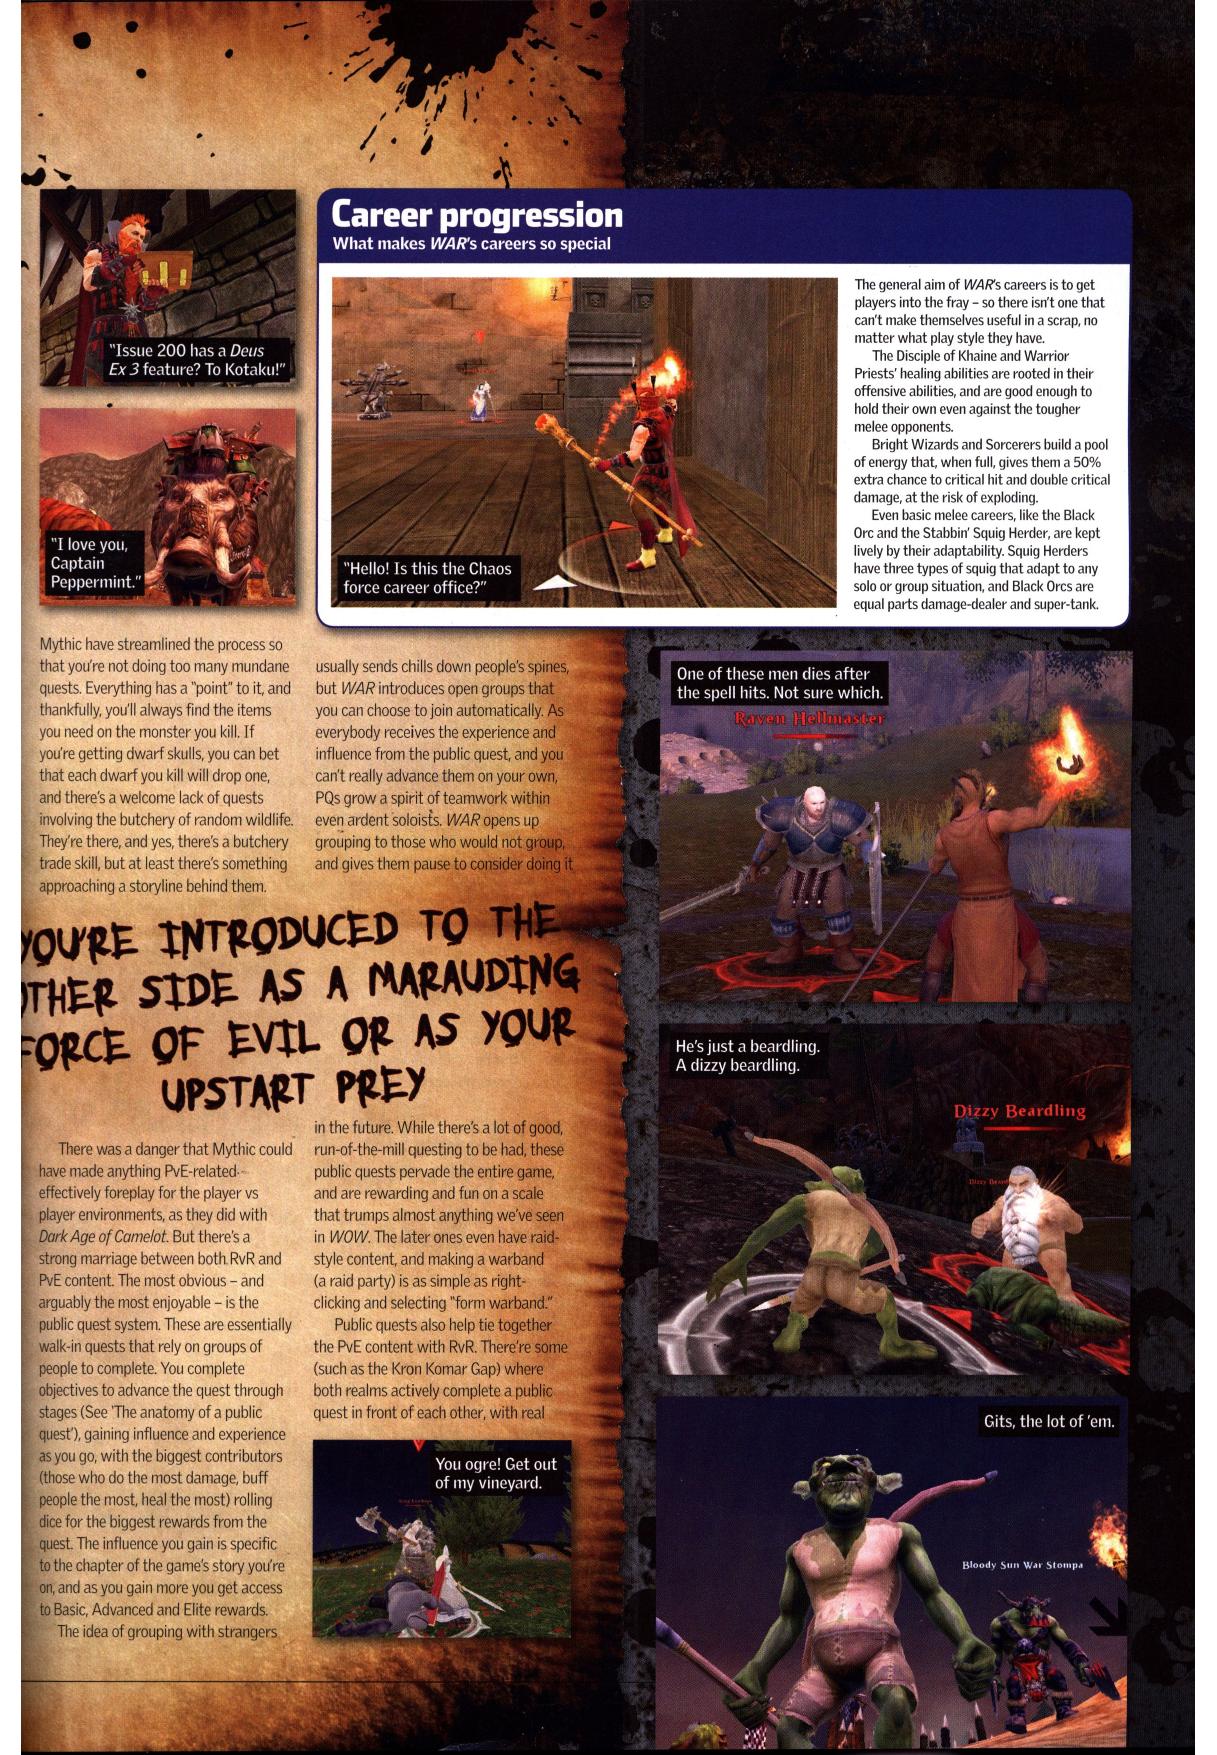 "Issue 200 has a Deus
Ex 3 feature? To Kotaku!"
"I love you,
Captain
Peppermint."
Career progression
What makes WAR's careers so special
"Hello! Is this the Chaos
force career office?"
The general aim of WAR's careers is to get
players into the fray – so there isn't one that
can't make themselves useful in a scrap, no
matter what play style they have.
The Disciple of Khaine and Warrior
Priests' healing abilities are rooted in their
offensive abilities, and are good enough to
hold their own even against the tougher
melee opponents.
Bright Wizards and Sorcerers build a pool
of energy that, when full, gives them a 50%
extra chance to critical hit and double critical
damage, at the risk of exploding.
Even basic melee careers, like the Black
Orc and the Stabbin' Squig Herder, are kept
lively by their adaptability. Squig Herders
have three types of squig that adapt to any
solo or group situation, and Black Orcs are
equal parts damage-dealer and super-tank.
Mythic have streamlined the process so
that you're not doing too many mundane
quests. Everything has a "point" to it, and
thankfully, you'll always find the items
you need on the monster you kill. If
you're getting dwarf skulls, you can bet
that each dwarf you kill will drop one,
and there's a welcome lack of quests
involving the butchery of random wildlife.
They're there, and yes, there's a butchery
trade skill, but at least there's something
approaching a storyline behind them.
YOU'RE INTRODUCED TO THE
OTHER SIDE AS A MARAUDING
FORCE OF EVIL OR AS YOUR
UPSTART PREY
There was a danger that Mythic could
have made anything PvE-related
effectively foreplay for the player vs
player environments, as they did with
Dark Age of Camelot. But there's a
strong marriage between both RvR and
PvE content. The most obvious – and
arguably the most enjoyable – is the
public quest system. These are essentially
walk-in quests that rely on groups of
people to complete. You complete
objectives to advance the quest through
stages (See 'The anatomy of a public
quest'), gaining influence and experience
as you go, with the biggest contributors
(those who do the most damage, buff
people the most, heal the most) rolling
dice for the biggest rewards from the
quest. The influence you gain is specific
to the chapter of the game's story you're
on, and as you gain more you get access
to Basic, Advanced and Elite rewards.
The idea of grouping with strangers
usually sends chills down people's spines,
but WAR introduces open groups that
you can choose to join automatically. As
everybody receives the experience and
influence from the public quest, and you
can't really advance them on your own,
PQs grow a spirit of teamwork within
even ardent soloists. WAR opens up
grouping to those who would not group,
and gives them pause to consider doing it
in the future. While there's a lot of good,
run-of-the-mill questing to be had, these
public quests pervade the entire game,
and are rewarding and fun on a scale
that trumps almost anything we've seen
in WOW. The later ones even have raid-
style content, and making a warband
(a raid party) is as simple as right-
clicking and selecting "form warband."
Public quests also help tie together
the PvE content with RvR. There're some
(such as the Kron Komar Gap) where
both realms actively complete a public
quest in front of each other, with real
You ogre! Get out
of my vineyard.
One of these men dies after
the spell hits. Not sure which.
Raven Hellmaster
He's just a beardling.
A dizzy beardling.
Dizzy Beardling
Gits, the lot of 'em.
Bloody Sun War Stompa